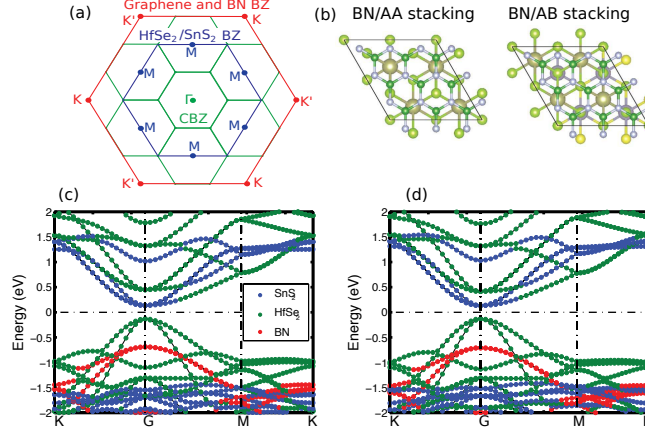 (a)
Graphene and BN BZ
K'
K
HfSe2/SnS2 BZ
M
M
M
K
Γ
K'
CBZ
M
M
M
K'
K
(b)
BN/AA stacking
BN/AB stacking
(c)
Energy (eV)
2
1.5
1
0.5
0
−0.5
−1
−1.5
−2
K
G
M
K
SnS2
HfSe2
BN
(d)
Energy (eV)
2
1.5
1
0.5
0
−0.5
−1
−1.5
−2
K
G
M
K